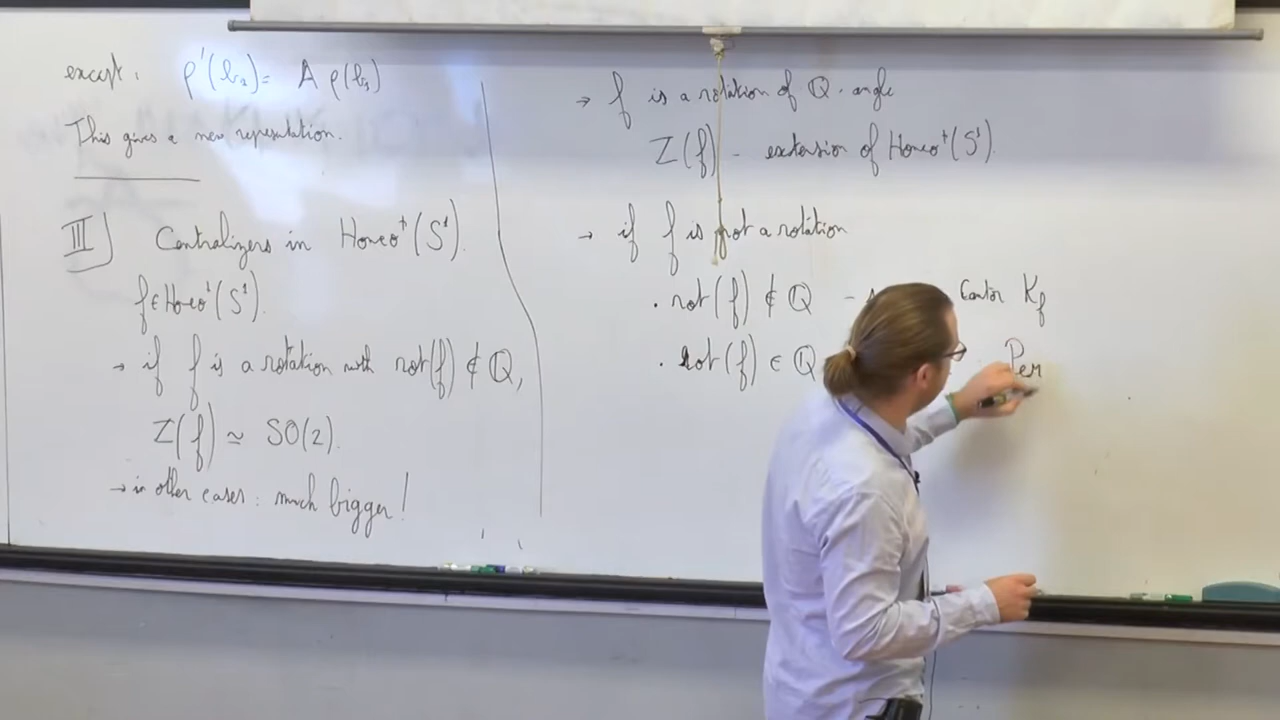 except: ρ'(b₁) = A ρ(b₁)
This gives a new representation.
III) Centralizers in Homeo⁺(S¹).
f ∈ Homeo⁺(S¹).
→ if f is a rotation with rot(f) ∉ ℚ,
Z(f) ≃ SO(2).
→ in other cases: much bigger!
→ f is a rotation of ℚ-angle
Z(f) - extension of Homeo⁺(S¹).
→ if f is not a rotation
· rot(f) ∉ ℚ - Cantor K_f
· rot(f) ∈ ℚ Per